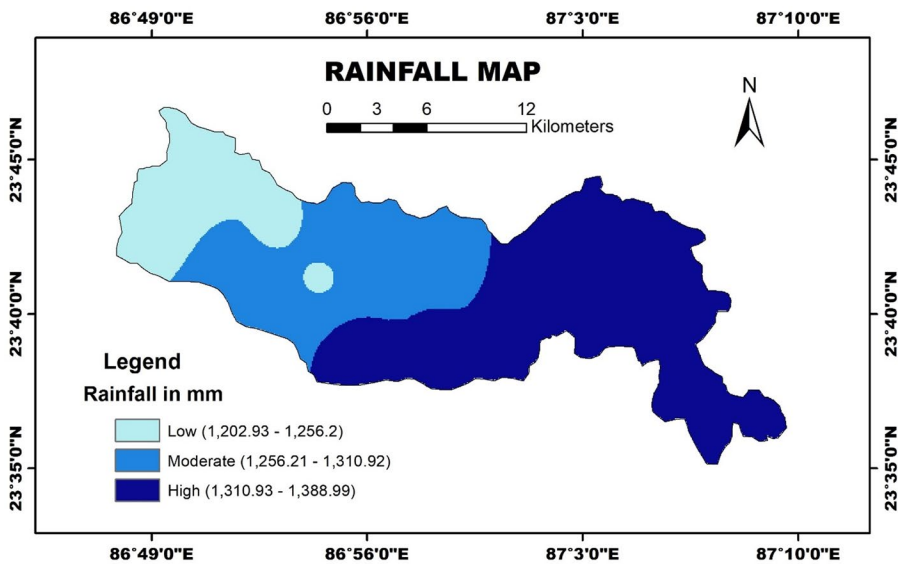 86°49'0"E 86°56'0"E 87°3'0"E 87°10'0"E
RAINFALL MAP
0 3 6 12
Kilometers
N
23°45'0"N
23°45'0"N
23°40'0"N
23°40'0"N
23°35'0"N
23°35'0"N
Legend
Rainfall in mm
Low (1,202.93 - 1,256.2)
Moderate (1,256.21 - 1,310.92)
High (1,310.93 - 1,388.99)
86°49'0"E 86°56'0"E 87°3'0"E 87°10'0"E